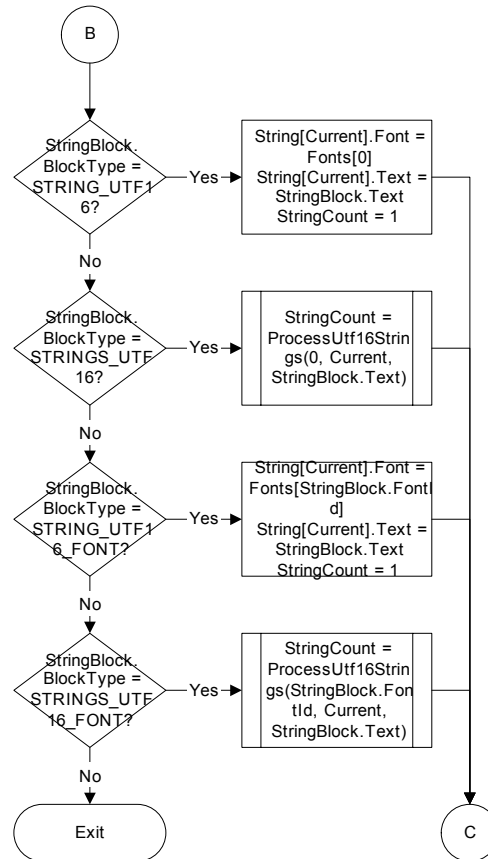 B
StringBlock.
BlockType =
STRING_UTF1
6?
Yes
String[Current].Font =
Fonts[0]
String[Current].Text =
StringBlock.Text
StringCount = 1
No
StringBlock.
BlockType =
STRINGS_UTF
16?
Yes
StringCount =
ProcessUtf16Strin
gs(0, Current,
StringBlock.Text)
No
StringBlock.
BlockType =
STRING_UTF1
6_FONT?
Yes
String[Current].Font =
Fonts[StringBlock.FontI
d]
String[Current].Text =
StringBlock.Text
StringCount = 1
No
StringBlock.
BlockType =
STRINGS_UTF
16_FONT?
Yes
StringCount =
ProcessUtf16Strin
gs(StringBlock.Fon
tId, Current,
StringBlock.Text)
No
Exit
C